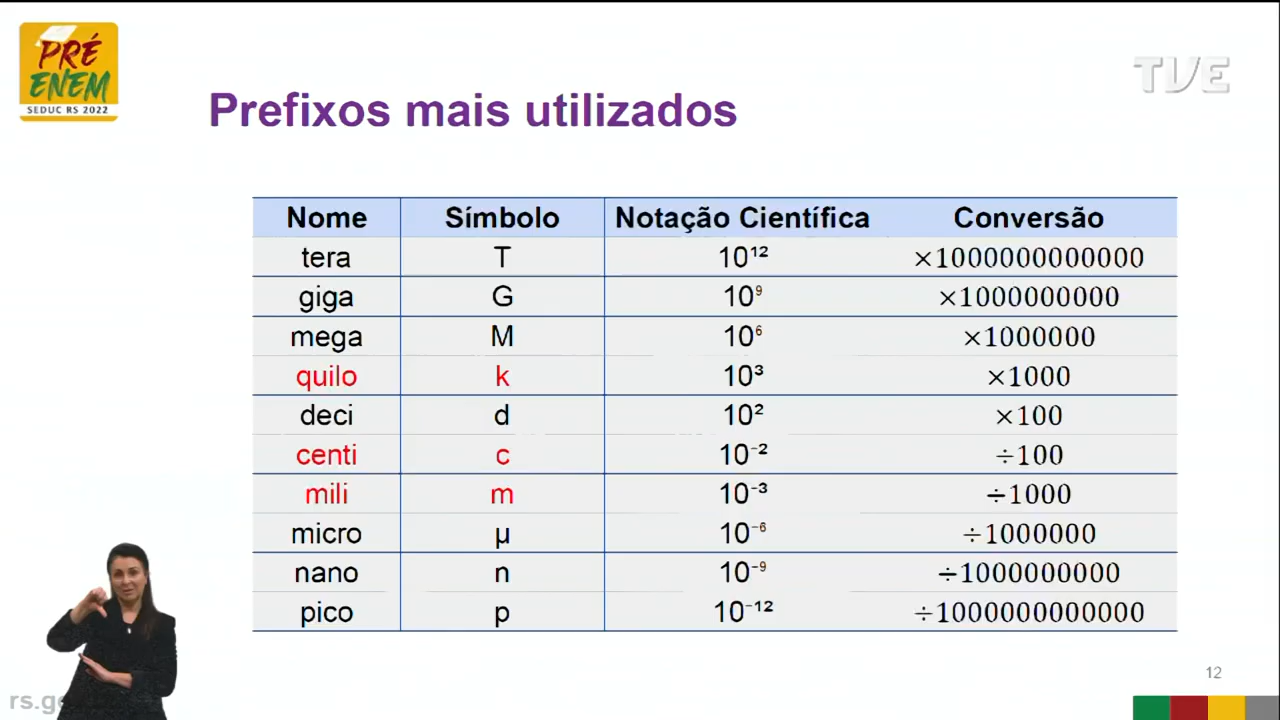 PRÉ
ENEM
SEDUC RS 2022
TVE
Prefixos mais utilizados
Nome Símbolo Notação Científica Conversão
tera T 10¹² ×1000000000000
giga G 10⁹ ×1000000000
mega M 10⁶ ×1000000
quilo k 10³ ×1000
deci d 10² ×100
centi c 10⁻² ÷100
mili m 10⁻³ ÷1000
micro µ 10⁻⁶ ÷1000000
nano n 10⁻⁹ ÷1000000000
pico p 10⁻¹² ÷1000000000000
12